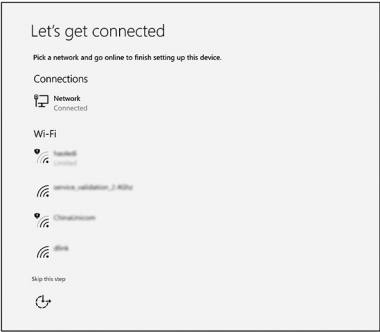 Let's get connected
Pick a network and go online to finish setting up this device.
Connections
Network
Connected
Wi-Fi
Limited
service_validation_2.4Ghz
ChinaUnicom
dlink
Skip this step